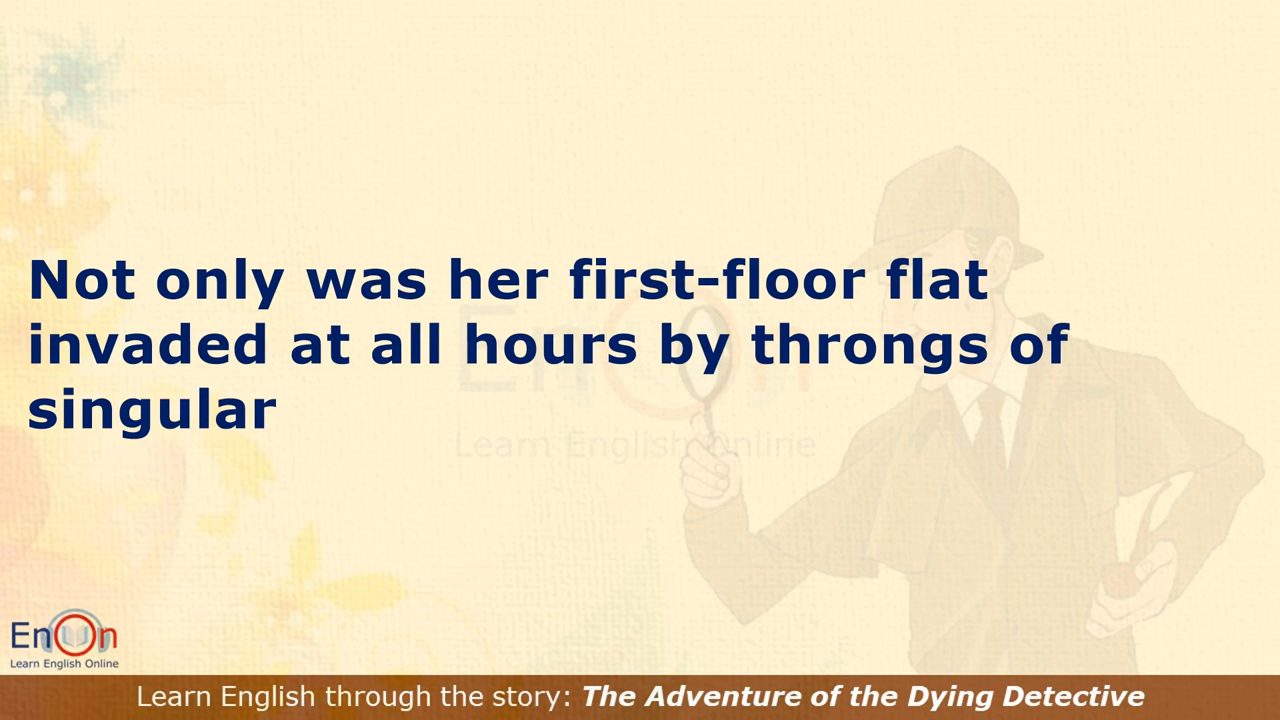 Not only was her first-floor flat
invaded at all hours by throngs of
singular
EnOn
Learn English Online
EnOn
Learn English Online
Learn English through the story: The Adventure of the Dying Detective